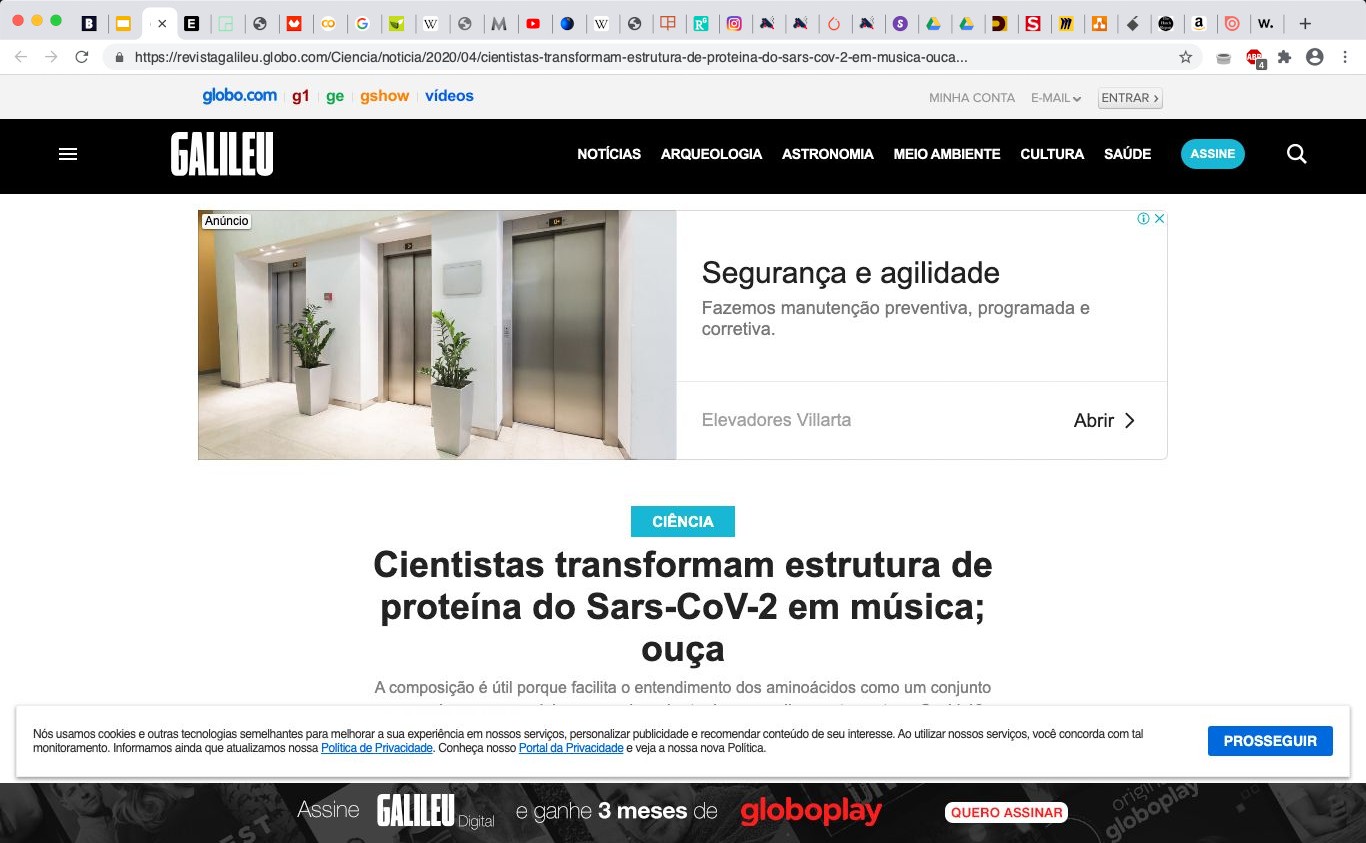 https://revistagalileu.globo.com/Ciencia/noticia/2020/04/cientistas-transformam-estrutura-de-proteina-do-sars-cov-2-em-musica-ouca...
4
globo.com g1 ge gshow vídeos
MINHA CONTA E-MAIL ENTRAR
GALILEU
NOTÍCIAS ARQUEOLOGIA ASTRONOMIA MEIO AMBIENTE CULTURA SAÚDE ASSINE
Anúncio
Segurança e agilidade
Fazemos manutenção preventiva, programada e
corretiva.
Elevadores Villarta
Abrir
CIÊNCIA
Cientistas transformam estrutura de
proteína do Sars-CoV-2 em música;
ouça
A composição é útil porque facilita o entendimento dos aminoácidos como um conjunto
Nós usamos cookies e outras tecnologias semelhantes para melhorar a sua experiência em nossos serviços, personalizar publicidade e recomendar conteúdo de seu interesse. Ao utilizar nossos serviços, você concorda com tal
monitoramento. Informamos ainda que atualizamos nossa Política de Privacidade. Conheça nosso Portal da Privacidade e veja a nossa nova Política.
PROSSEGUIR
Assine GALILEU Digital e ganhe 3 meses de globoplay
QUERO ASSINAR
original
globoplay